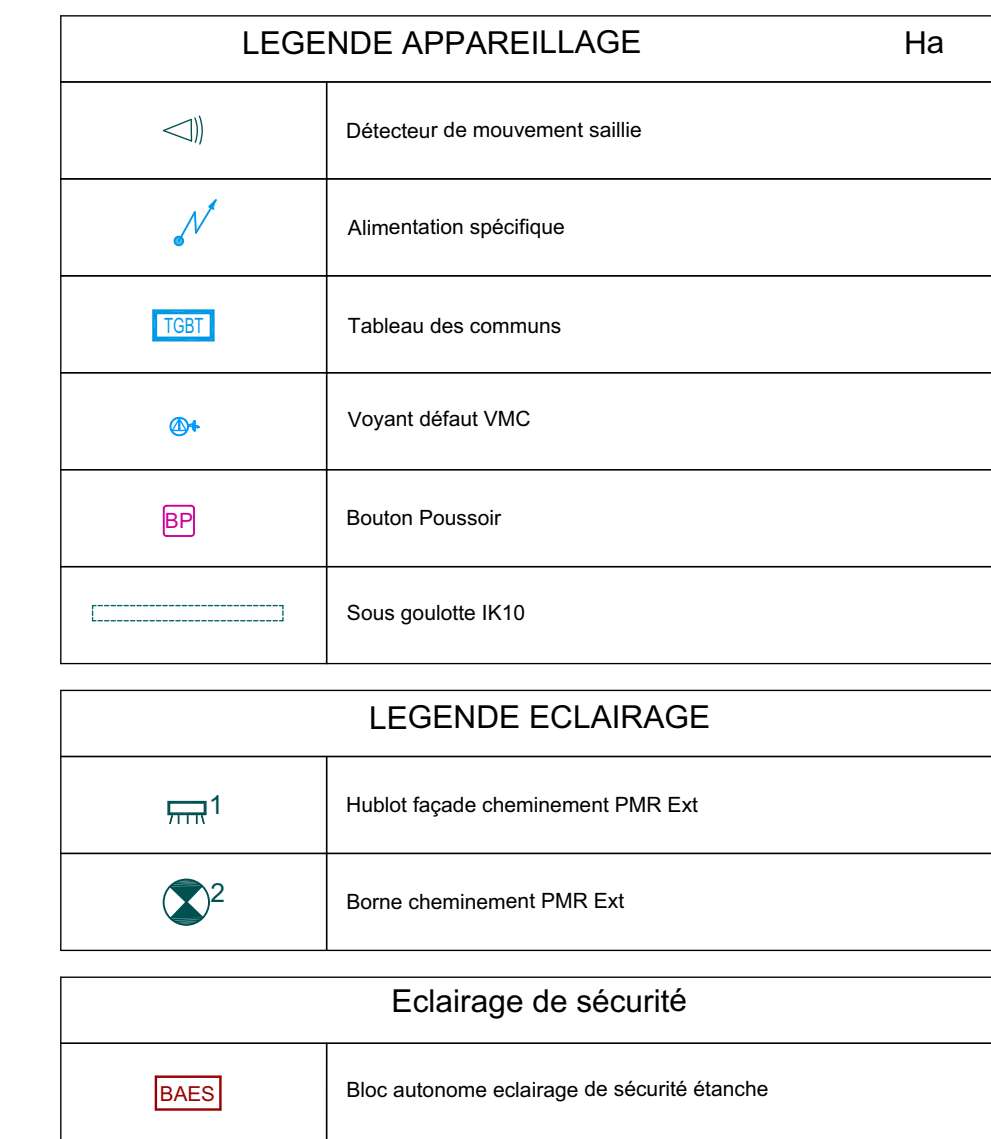 LEGENDE APPAREILLAGE Ha
Détecteur de mouvement saillie
Alimentation spécifique
TGBT Tableau des communs
Voyant défaut VMC
BP Bouton Poussoir
Sous goulotte IK10
LEGENDE ECLAIRAGE
1 Hublot façade cheminement PMR Ext
2 Borne cheminement PMR Ext
Eclairage de sécurité
BAES Bloc autonome eclairage de sécurité étanche